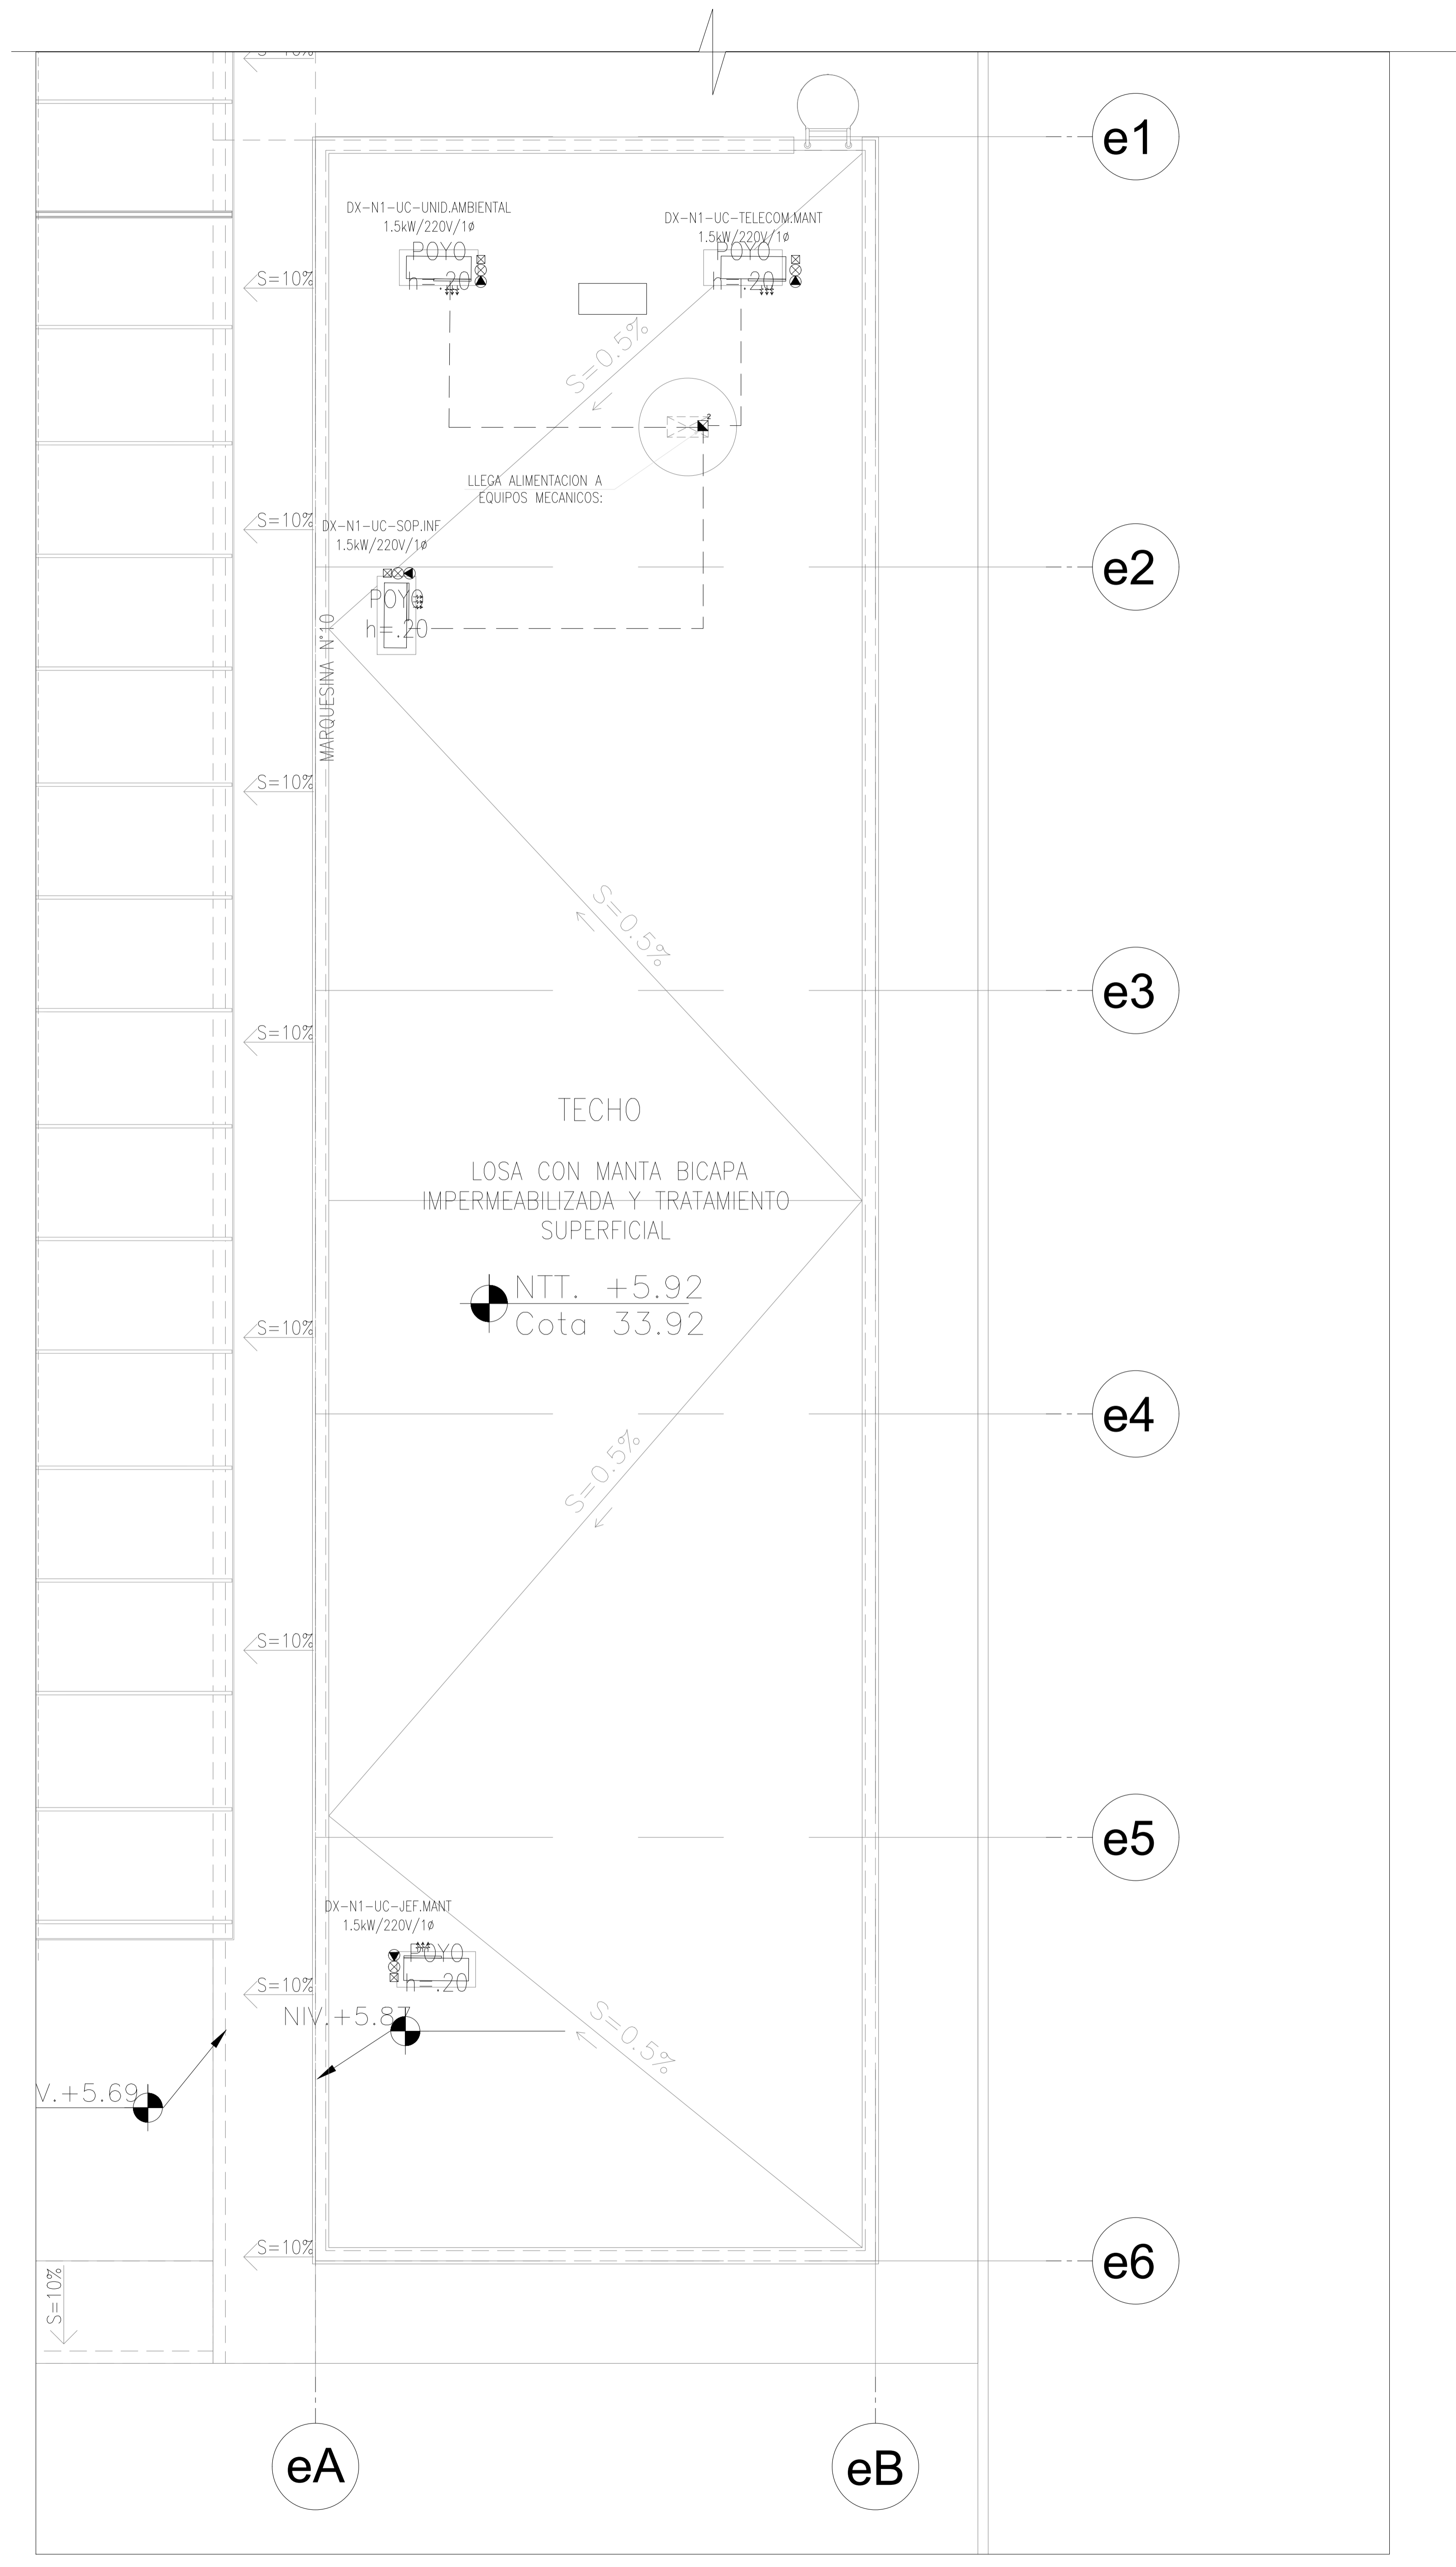 e1
DX-N1-UC-UNID.AMBIENTAL
1.5kW/220V/1ø
POYO
h=.20
DX-N1-UC-TELECOM.MANT
1.5kW/220V/1ø
POYO
h=.20
S=10%
S=0.5%
2
LLEGA ALIMENTACION A
EQUIPOS MECANICOS:
S=10%
DX-N1-UC-SOP.INF
1.5kW/220V/1ø
e2
POYO
h=.20
MARQUESINA N°10
S=10%
S=0.5%
e3
S=10%
TECHO
LOSA CON MANTA BICAPA
IMPERMEABILIZADA Y TRATAMIENTO
SUPERFICIAL
NTT. +5.92
Cota 33.92
S=10%
e4
S=0.5%
S=10%
e5
DX-N1-UC-JEF.MANT
1.5kW/220V/1ø
POYO
h=.20
S=10%
NIV.+5.87
S=0.5%
V.+5.69
S=10%
e6
S=10%
eA
eB